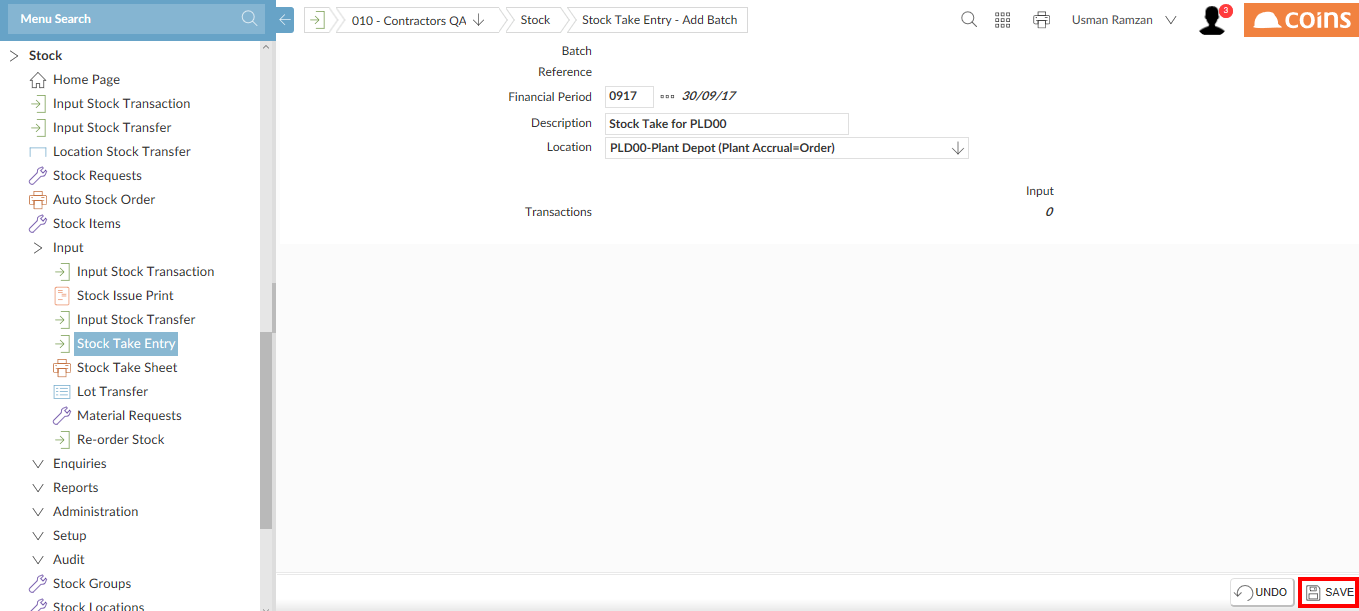 Menu Search
010 - Contractors QA
Stock
Stock Take Entry - Add Batch
Usman Ramzan
3
coins
Stock
Home Page
Input Stock Transaction
Input Stock Transfer
Location Stock Transfer
Stock Requests
Auto Stock Order
Stock Items
Input
Input Stock Transaction
Stock Issue Print
Input Stock Transfer
Stock Take Entry
Stock Take Sheet
Lot Transfer
Material Requests
Re-order Stock
Enquiries
Reports
Administration
Setup
Audit
Stock Groups
Stock Locations
Batch
Reference
Financial Period 0917 30/09/17
Description Stock Take for PLD00
Location PLD00-Plant Depot (Plant Accrual=Order)
Input
Transactions 0
UNDO
SAVE